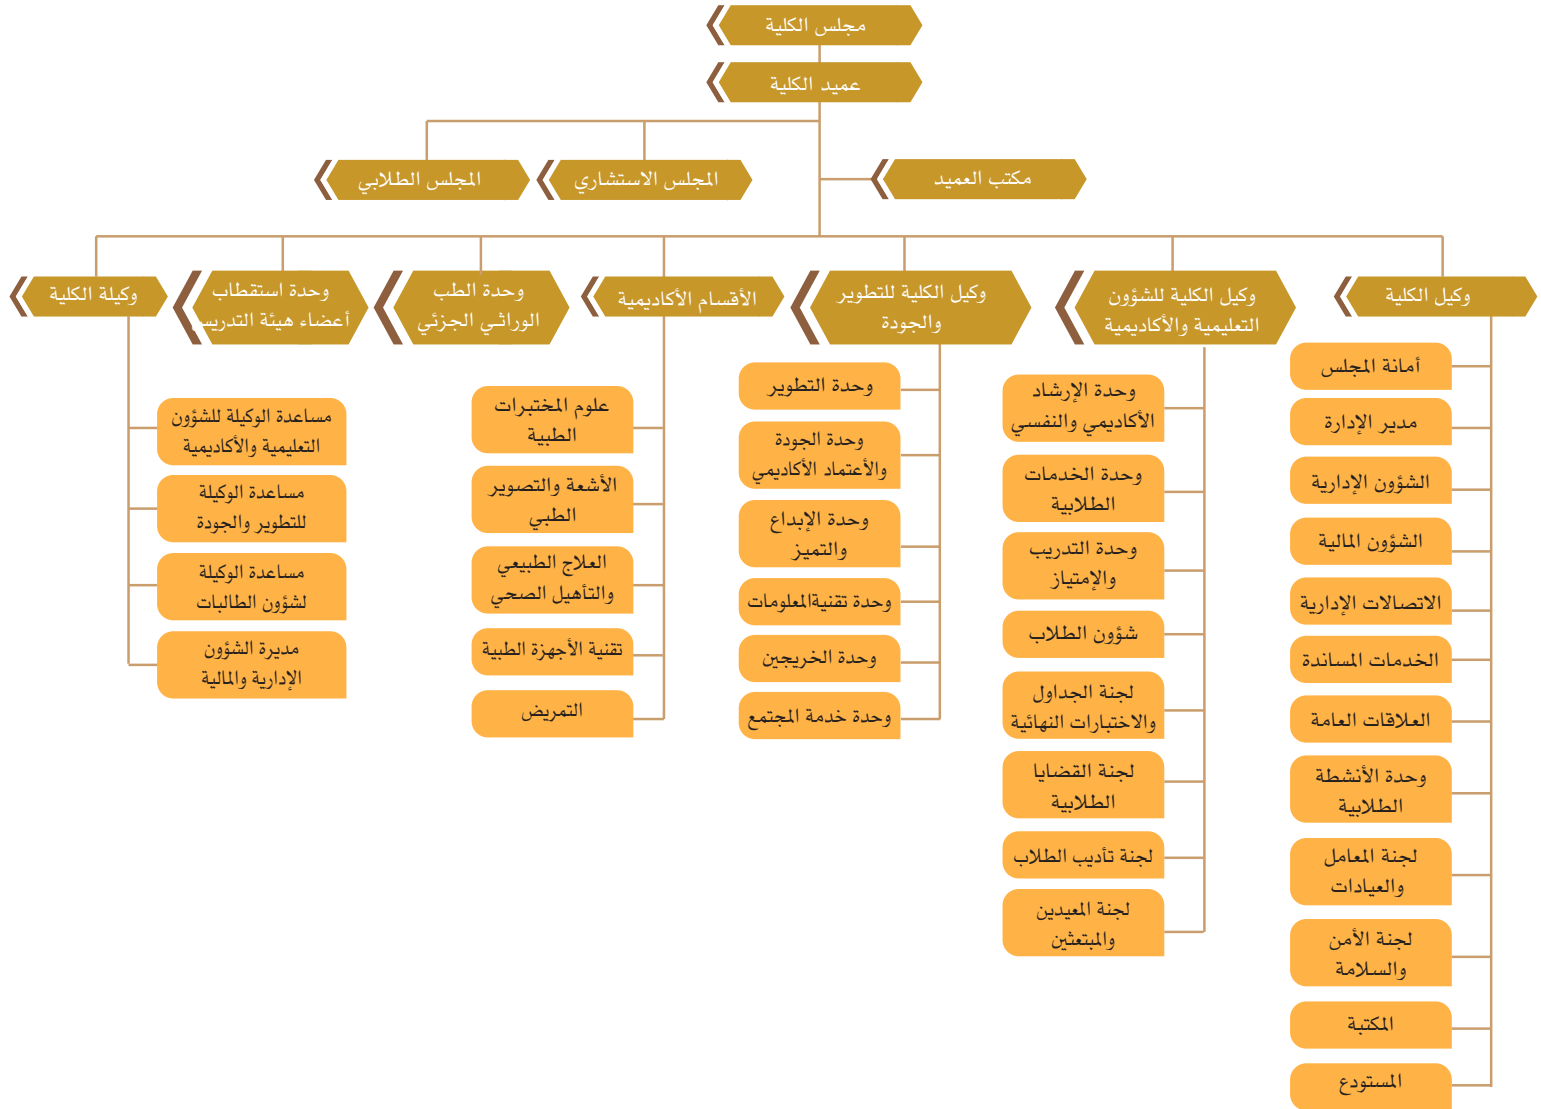 مجلس الكلية
عميد الكلية
مكتب العميد
المجلس الاستشاري
المجلس الطلابي
وكيل الكلية
أمانة المجلس
مدير الإدارة
الشؤون الإدارية
الشؤون المالية
الاتصالات الإدارية
الخدمات المساندة
العلاقات العامة
وحدة الأنشطة
الطلابية
لجنة المعامل
والعيادات
لجنة الأمن
والسلامة
المكتبة
المستودع
وكيل الكلية للشؤون
التعليمية والأكاديمية
وحدة الإرشاد
الأكاديمي والنفسي
وحدة الخدمات
الطلابية
وحدة التدريب
والإمتياز
شؤون الطلاب
لجنة الجداول
والاختبارات النهائية
لجنة القضايا
الطلابية
لجنة تأديب الطلاب
لجنة المعيدين
والمبتعثين
وكيل الكلية للتطوير
والجودة
وحدة التطوير
وحدة الجودة
والأعتماد الأكاديمي
وحدة الإبداع
والتميز
وحدة تقنيةالمعلومات
وحدة الخريجين
وحدة خدمة المجتمع
الأقسام الأكاديمية
علوم المختبرات
الطبية
الأشعة والتصوير
الطبي
العلاج الطبيعي
والتأهيل الصحي
تقنية الأجهزة الطبية
التمريض
وحدة الطب
الوراثي الجزئي
وحدة استقطاب
أعضاء هيئة التدريس
وكيلة الكلية
مساعدة الوكيلة للشؤون
التعليمية والأكاديمية
مساعدة الوكيلة
للتطوير والجودة
مساعدة الوكيلة
لشؤون الطالبات
مديرة الشؤون
الإدارية والمالية